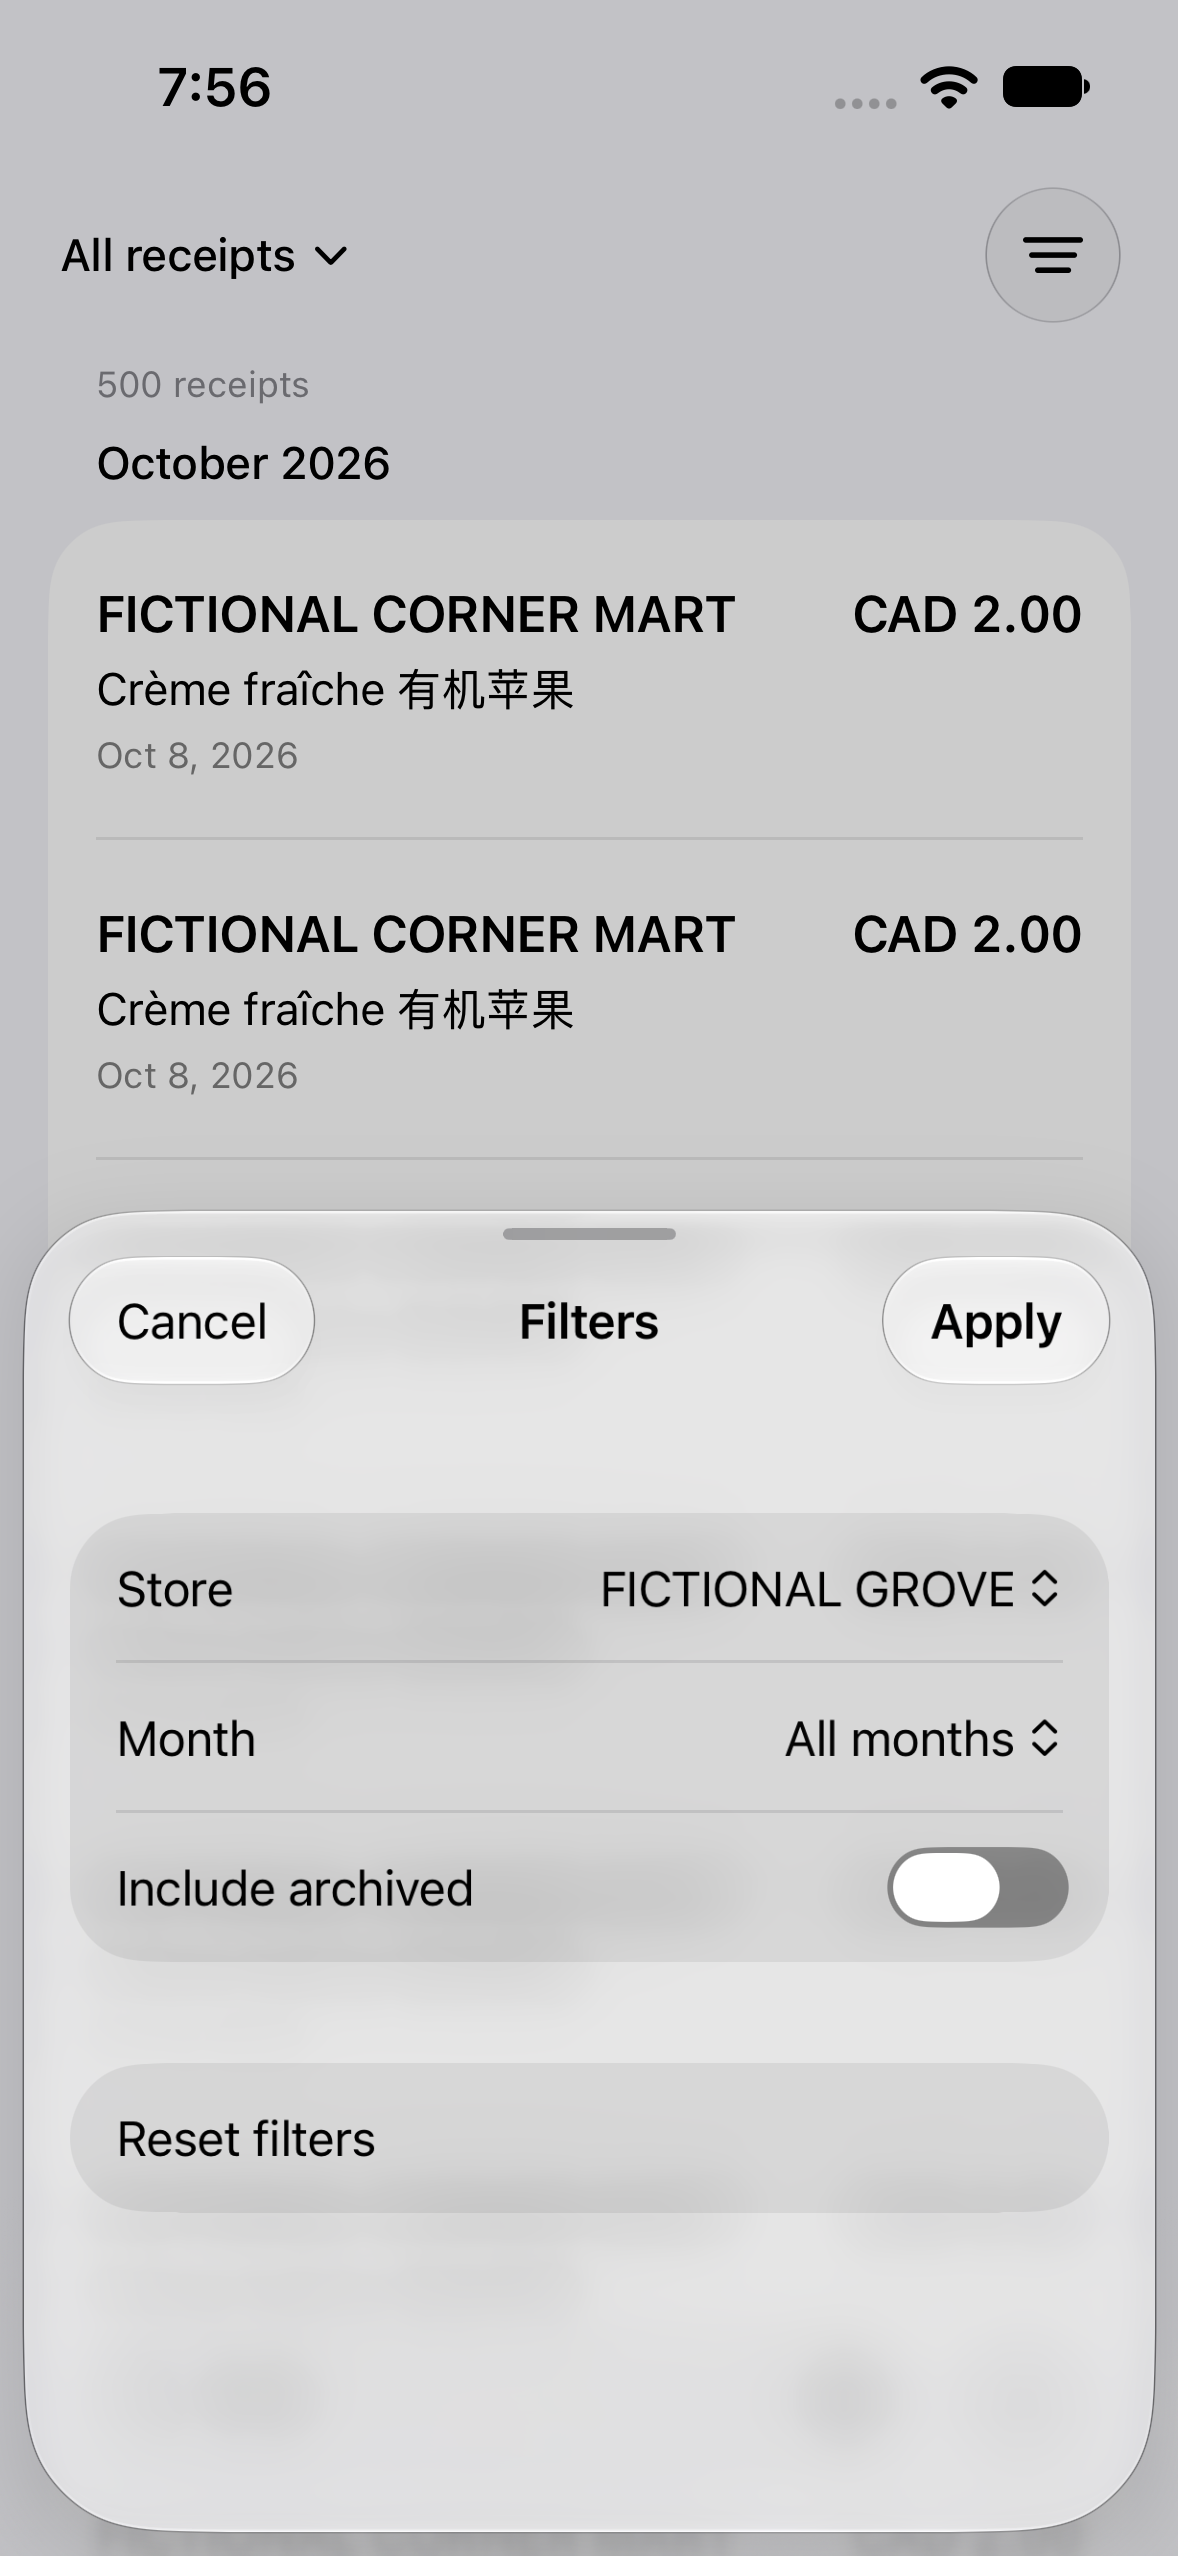 7:56
All receipts
500 receipts
October 2026
FICTIONAL CORNER MART CAD 2.00
Crème fraîche 有机苹果
Oct 8, 2026
FICTIONAL CORNER MART CAD 2.00
Crème fraîche 有机苹果
Oct 8, 2026
Cancel Filters Apply
Store FICTIONAL GROVE
Month All months
Include archived
Reset filters